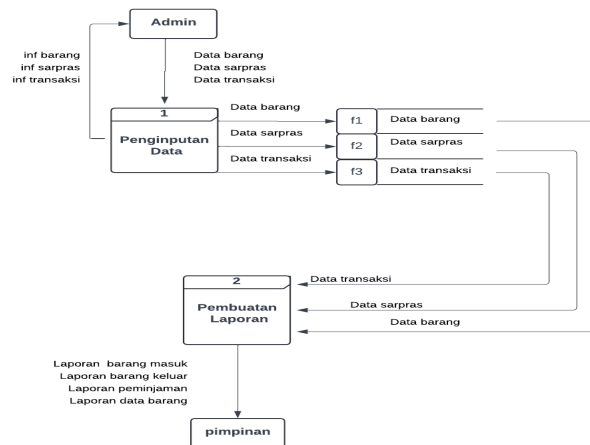 Admin
inf barang
inf sarpras
inf transaksi
Data barang
Data sarpras
Data transaksi
1
Penginputan
Data
Data barang
Data sarpras
Data transaksi
f1
Data barang
f2
Data sarpras
f3
Data transaksi
2
Pembuatan
Laporan
Data transaksi
Data sarpras
Data barang
Laporan barang masuk
Laporan barang keluar
Laporan peminjaman
Laporan data barang
pimpinan